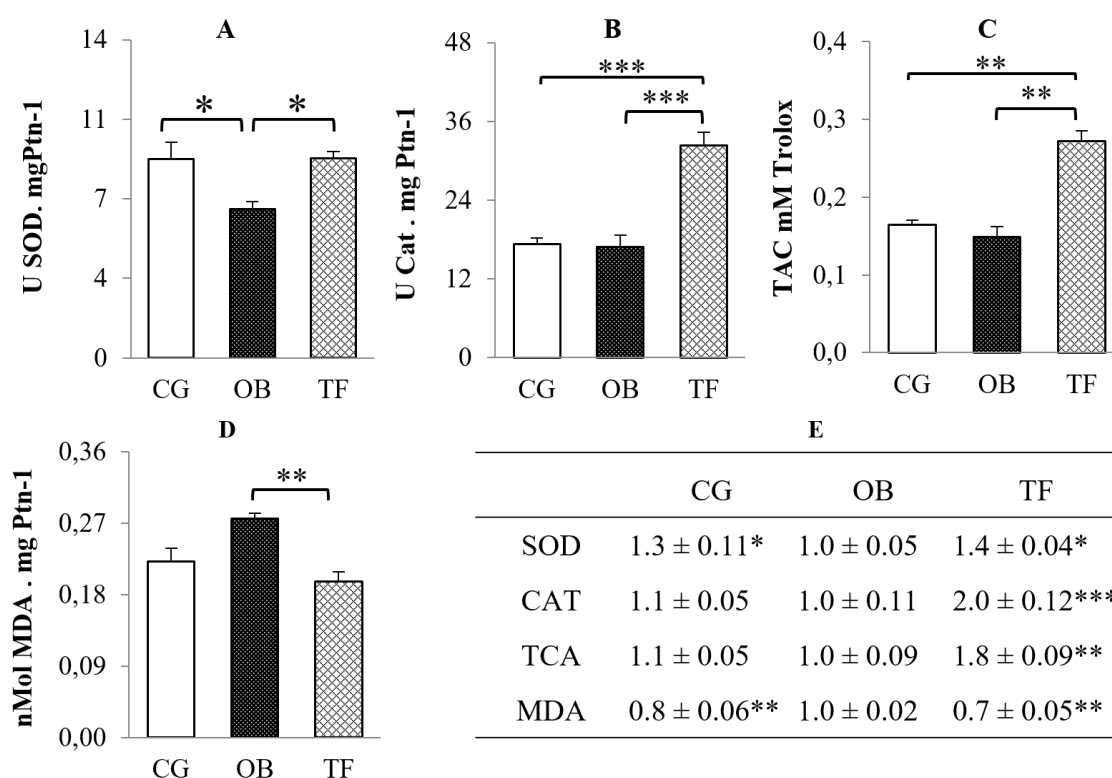 A
U SOD. mgPtn-1
14
11
7
4
0
*
*
CG OB TF
B
U Cat . mg Ptn-1
48
36
24
12
0
***
***
CG OB TF
C
TAC mM Trolox
0,4
0,3
0,2
0,1
0,0
**
**
CG OB TF
D
nMol MDA . mg Ptn-1
0,36
0,27
0,18
0,09
0,00
**
CG OB TF
E
CG OB TF
SOD 1.3 ± 0.11* 1.0 ± 0.05 1.4 ± 0.04*
CAT 1.1 ± 0.05 1.0 ± 0.11 2.0 ± 0.12***
TCA 1.1 ± 0.05 1.0 ± 0.09 1.8 ± 0.09**
MDA 0.8 ± 0.06** 1.0 ± 0.02 0.7 ± 0.05**